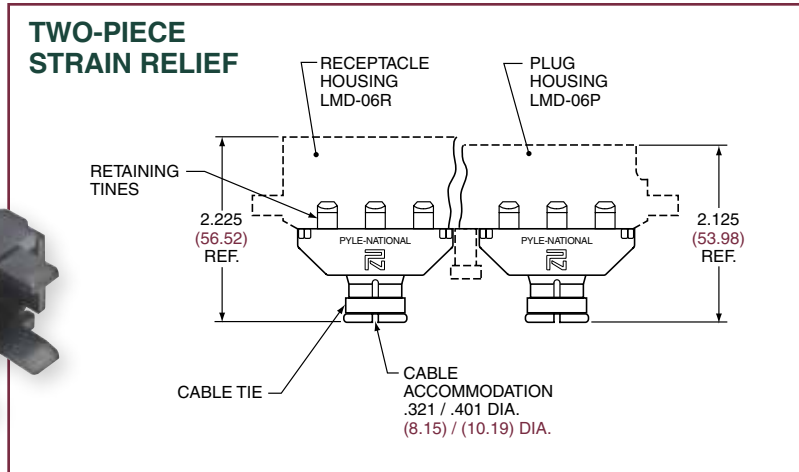 TWO-PIECE
STRAIN RELIEF
RECEPTACLE
HOUSING
LMD-06R
PLUG
HOUSING
LMD-06P
RETAINING
TINES
2.225
(56.52)
REF.
PYLE-NATIONAL
PYLE-NATIONAL
2.125
(53.98)
REF.
CABLE TIE
CABLE
ACCOMMODATION
.321 / .401 DIA.
(8.15) / (10.19) DIA.